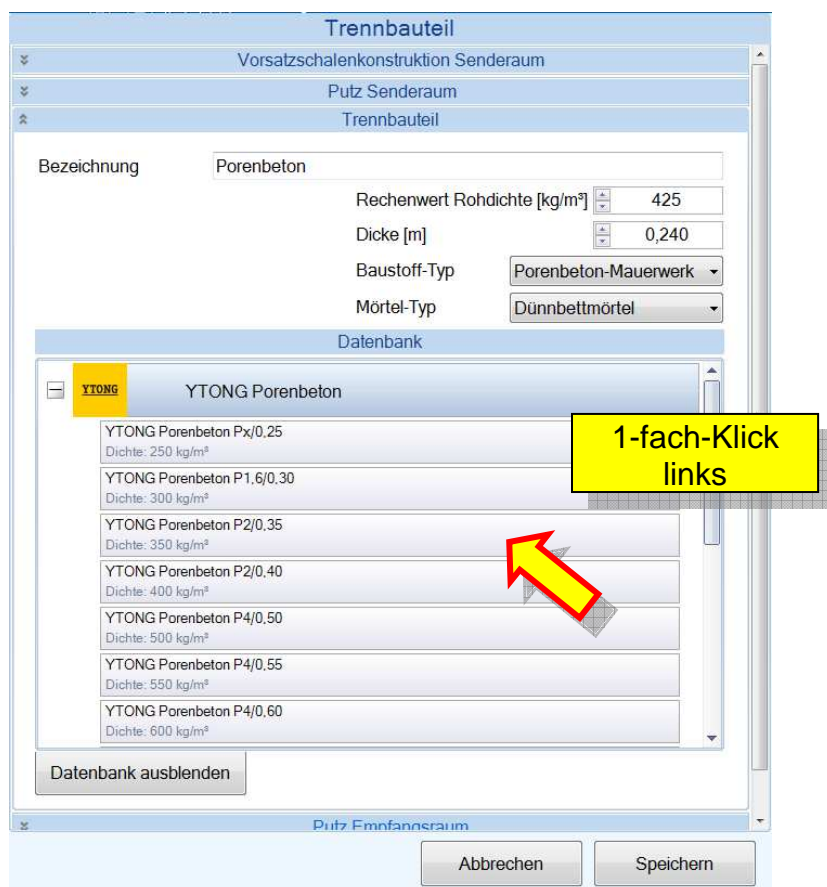 Trennbauteil
Vorsatzschalenkonstruktion Senderaum
Putz Senderaum
Trennbauteil
Bezeichnung Porenbeton
Rechenwert Rohdichte [kg/m³] 425
Dicke [m] 0,240
Baustoff-Typ Porenbeton-Mauerwerk
Mörtel-Typ Dünnbettmörtel
Datenbank
YTONG YTONG Porenbeton
YTONG Porenbeton Px/0,25
Dichte: 250 kg/m³
YTONG Porenbeton P1,6/0,30
Dichte: 300 kg/m³
YTONG Porenbeton P2/0,35
Dichte: 350 kg/m³
YTONG Porenbeton P2/0,40
Dichte: 400 kg/m³
YTONG Porenbeton P4/0,50
Dichte: 500 kg/m³
YTONG Porenbeton P4/0,55
Dichte: 550 kg/m³
YTONG Porenbeton P4/0,60
Dichte: 600 kg/m³
1-fach-Klick
links
Datenbank ausblenden
Putz Empfangsraum
Abbrechen Speichern